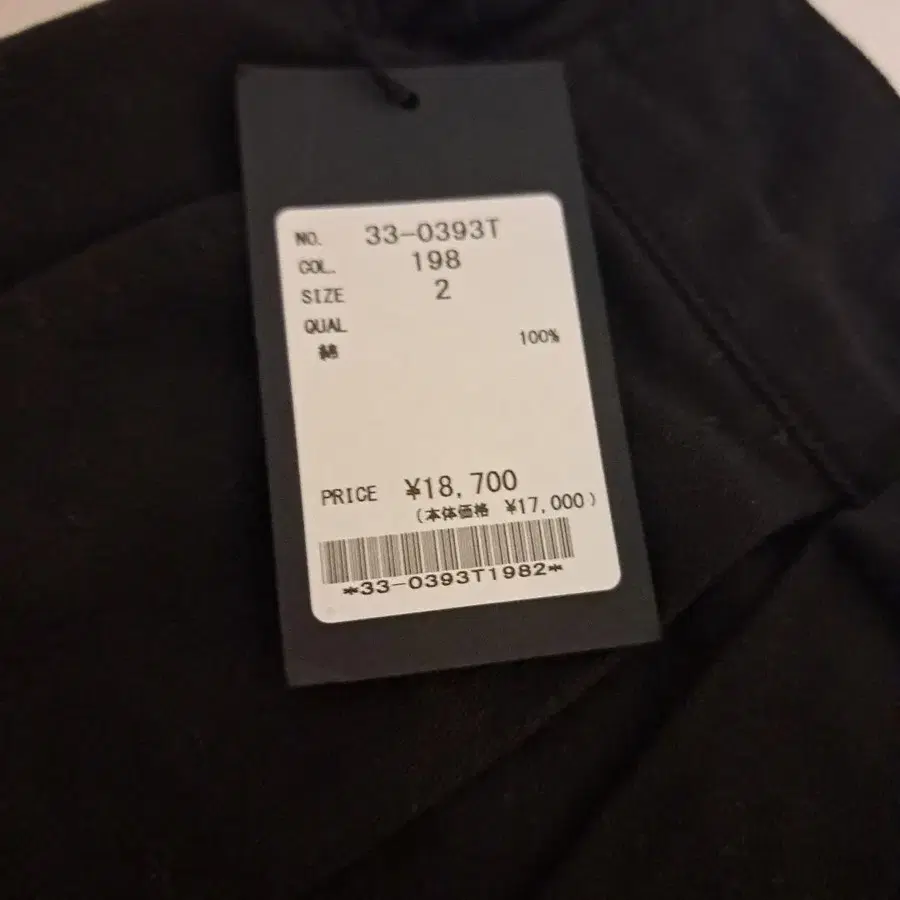 NO. 33-0393T
COL. 198
SIZE 2
QUAL
綿 100%
PRICE ¥18,700
(本体価格 ¥17,000)
*33-0393T1982*